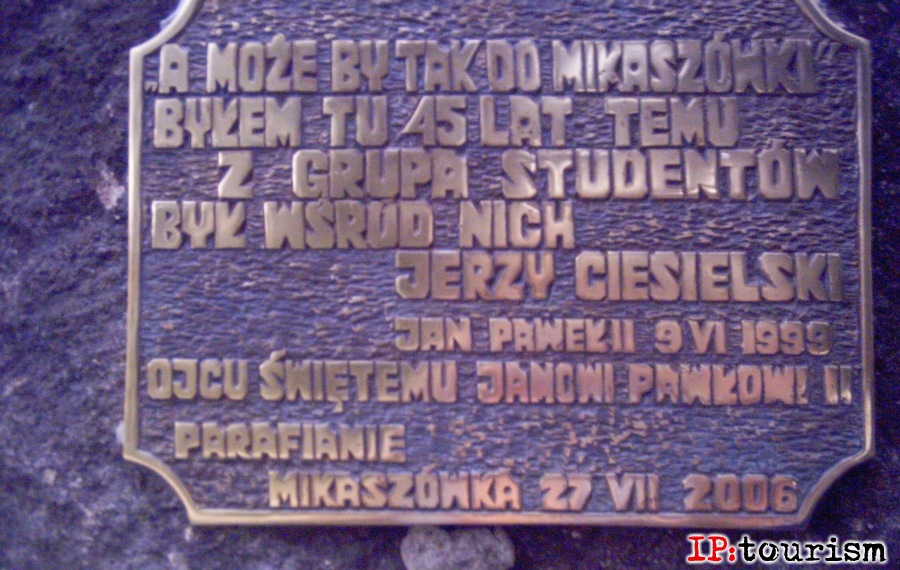 „A MOŻE BY TAK DO MIKASZÓWKI"
BYŁEM TU 45 LAT TEMU
Z GRUPA STUDENTÓW
BYŁ WŚRÓD NICH
JERZY CIESIELSKI
JAN PAWEŁ II 9 VI 1999
OJCU ŚWIĘTEMU JANOWI PAWŁOWI II
PARAFIANIE
MIKASZÓWKA 27 VII 2006
IP:tourism